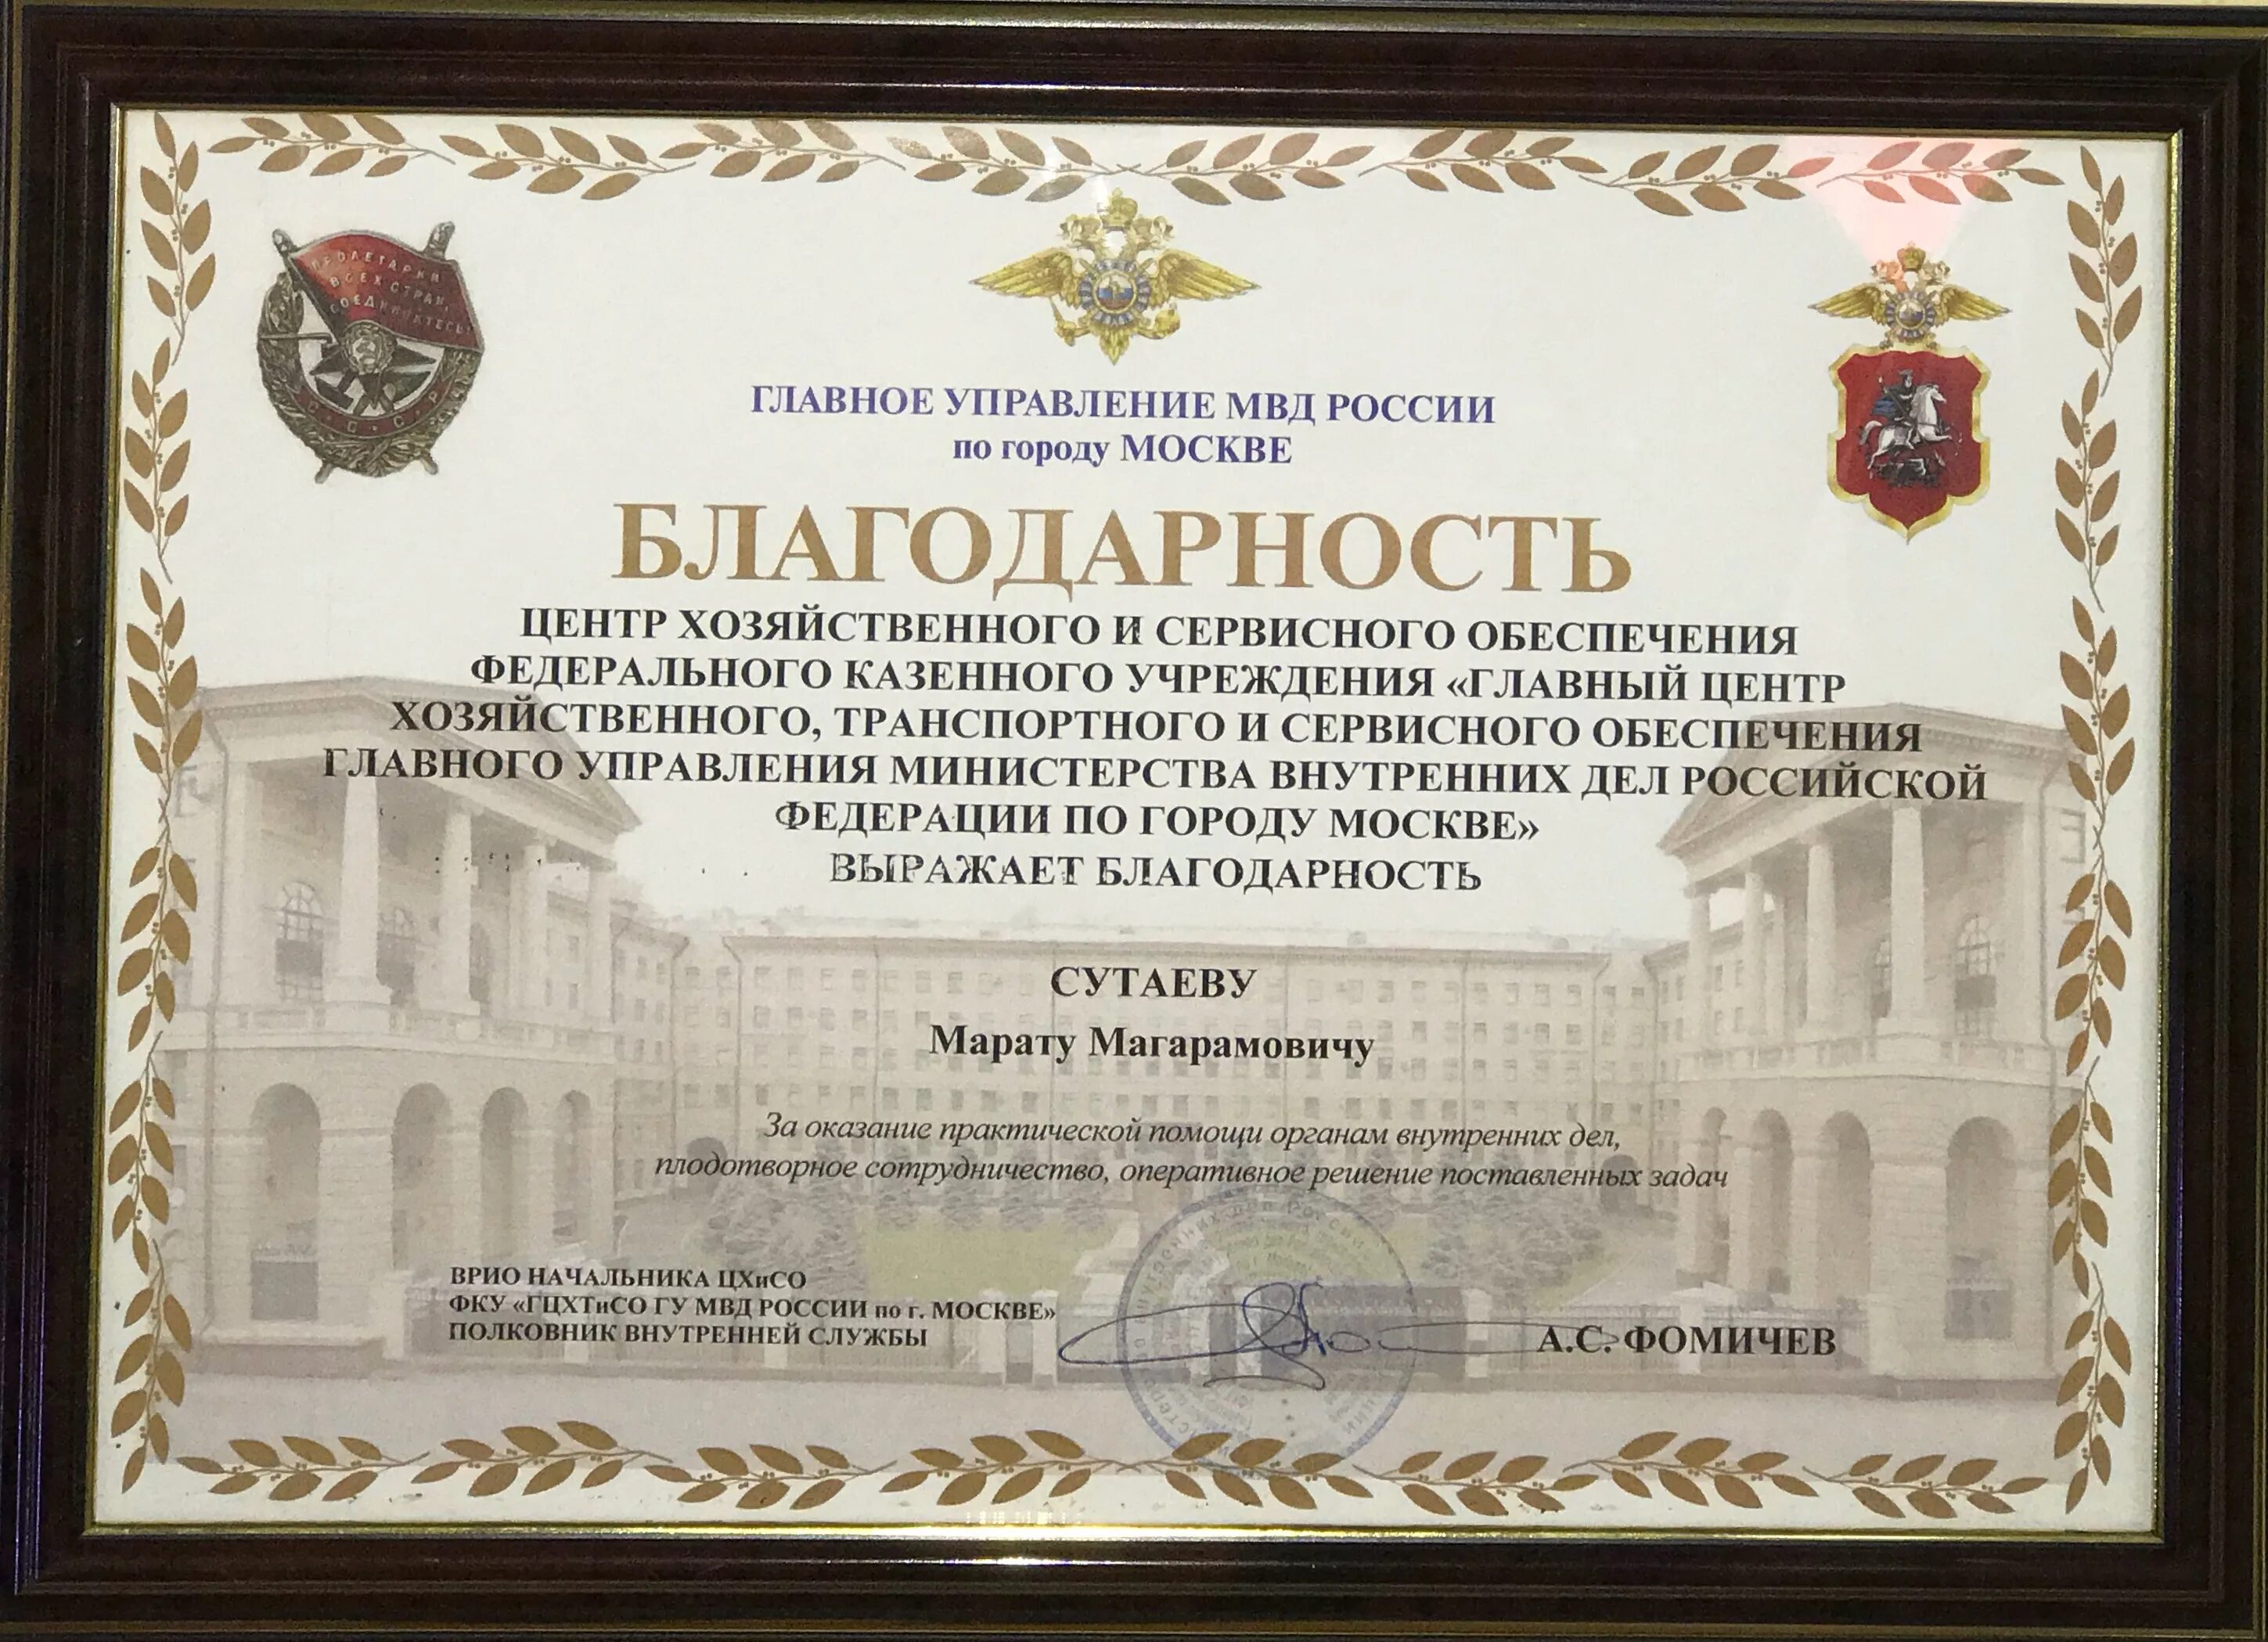 ПРОЛЕТАРИИ
ВСЕХ СТРАН,
СОЕДИНЯЙТЕСЬ!
С·С·С·Р
ГЛАВНОЕ УПРАВЛЕНИЕ МВД РОССИИ
по городу МОСКВЕ
БЛАГОДАРНОСТЬ
ЦЕНТР ХОЗЯЙСТВЕННОГО И СЕРВИСНОГО ОБЕСПЕЧЕНИЯ
ФЕДЕРАЛЬНОГО КАЗЕННОГО УЧРЕЖДЕНИЯ «ГЛАВНЫЙ ЦЕНТР
ХОЗЯЙСТВЕННОГО, ТРАНСПОРТНОГО И СЕРВИСНОГО ОБЕСПЕЧЕНИЯ
ГЛАВНОГО УПРАВЛЕНИЯ МИНИСТЕРСТВА ВНУТРЕННИХ ДЕЛ РОССИЙСКОЙ
ФЕДЕРАЦИИ ПО ГОРОДУ МОСКВЕ»
ВЫРАЖАЕТ БЛАГОДАРНОСТЬ
СУТАЕВУ
Марату Магарамовичу
За оказание практической помощи органам внутренних дел,
плодотворное сотрудничество, оперативное решение поставленных задач
ВРИО НАЧАЛЬНИКА ЦХиСО
ФКУ «ГЦХТиСО ГУ МВД РОССИИ по г. МОСКВЕ»
ПОЛКОВНИК ВНУТРЕННЕЙ СЛУЖБЫ
А.С. ФОМИЧЕВ